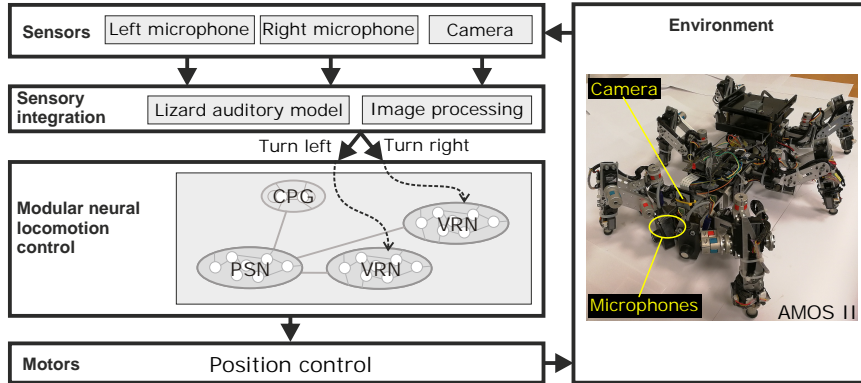 Sensors
Left microphone
Right microphone
Camera
Environment
Sensory
integration
Lizard auditory model
Image processing
Turn left
Turn right
Modular neural
locomotion
control
CPG
VRN
PSN
VRN
Camera
Microphones
AMOS II
Motors
Position control